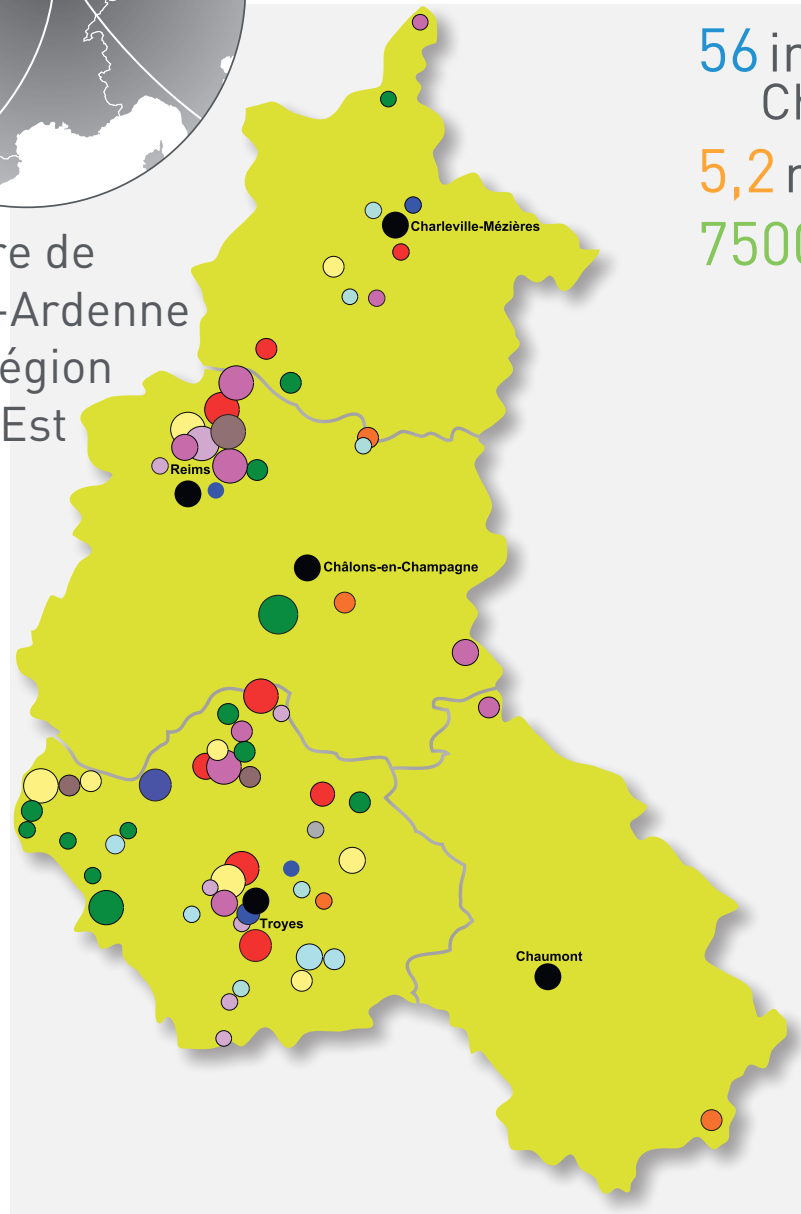 56 in
Ch
5,2
7500
re de
-Ardenne
égion
Est
Charleville-Mézières
Reims
Châlons-en-Champagne
Troyes
Chaumont